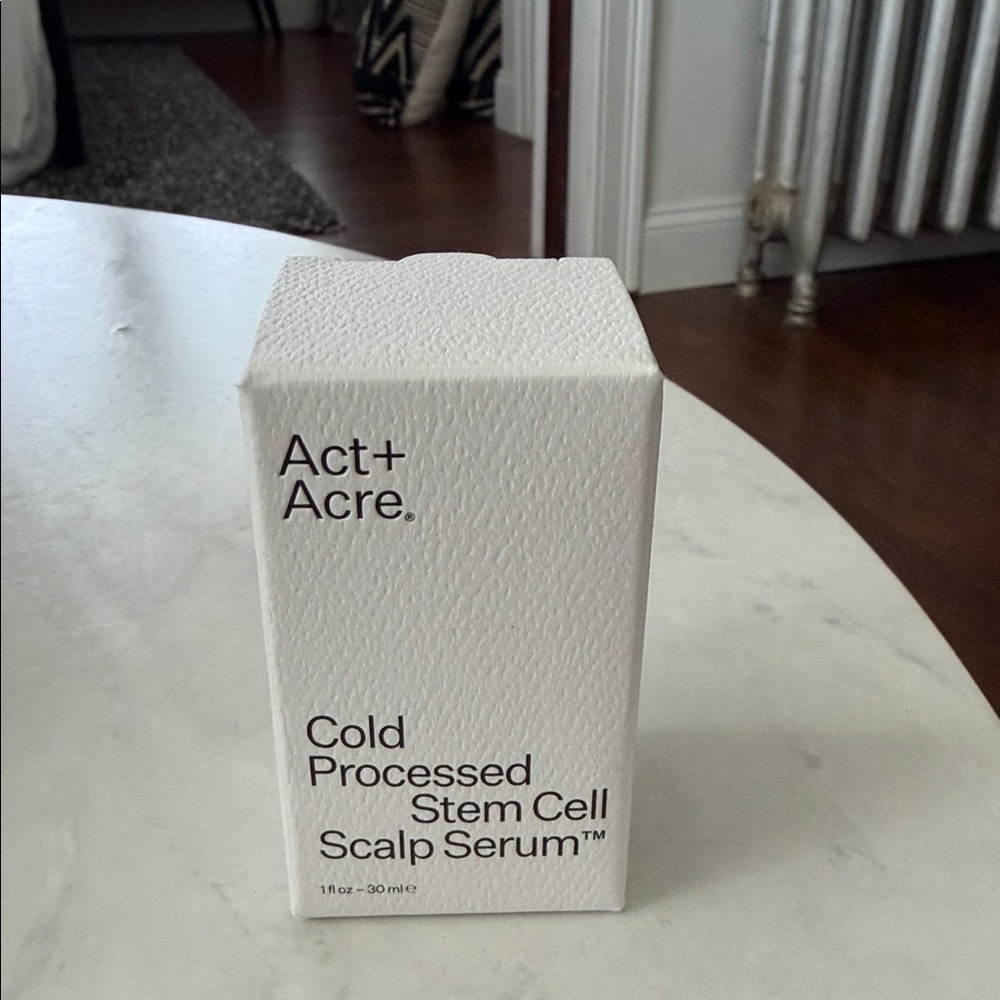 Act+
Acre®
Cold
Processed
Stem Cell
Scalp Serum™
1 fl oz – 30 ml ℮